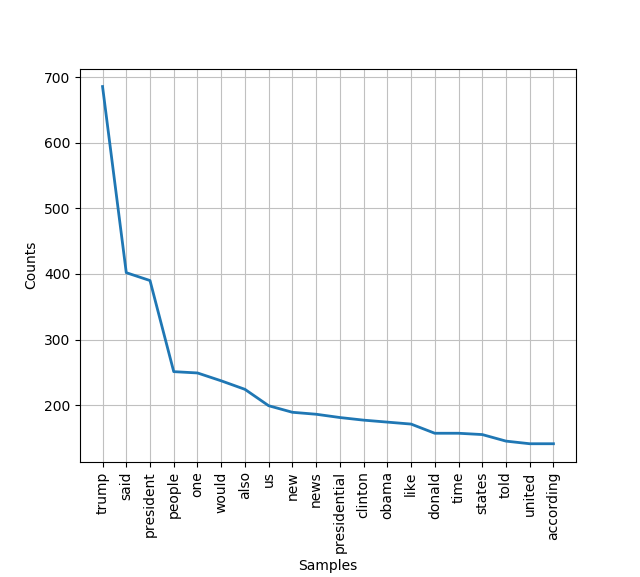 700
600
500
400
300
200
Counts
trump
said
president
people
one
would
also
us
new
news
presidential
clinton
obama
like
donald
time
states
told
united
according
Samples